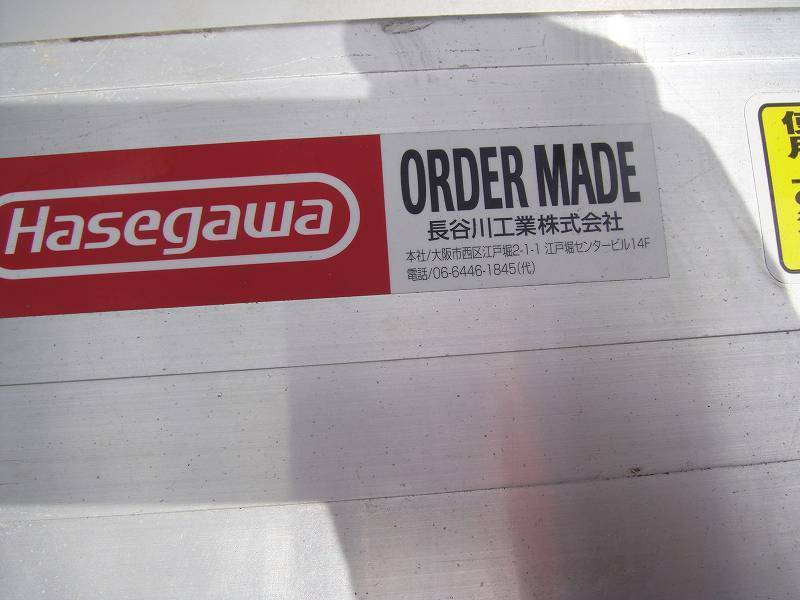 Hasegawa
ORDER MADE
長谷川工業株式会社
本社/大阪市西区江戸堀2-1-1 江戸堀センタービル14F
電話/06-6446-1845(代)
使用